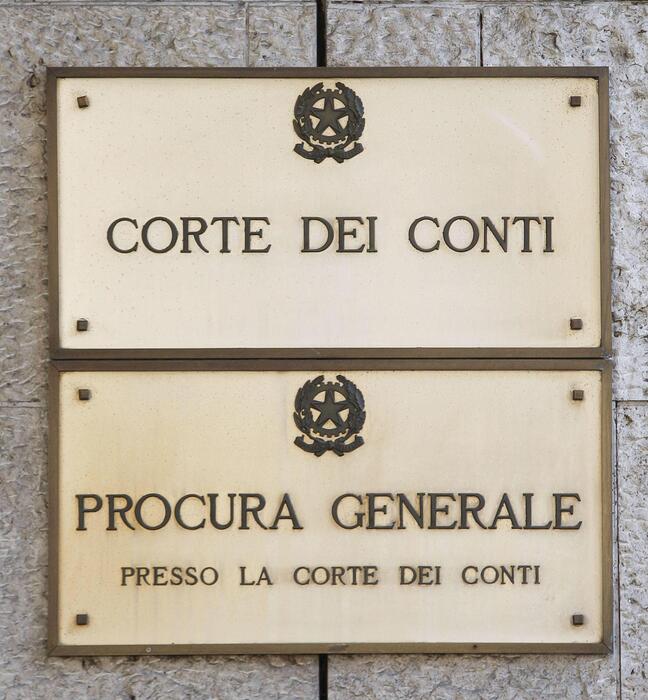 CORTE DEI CONTI
PROCURA GENERALE
PRESSO LA CORTE DEI CONTI